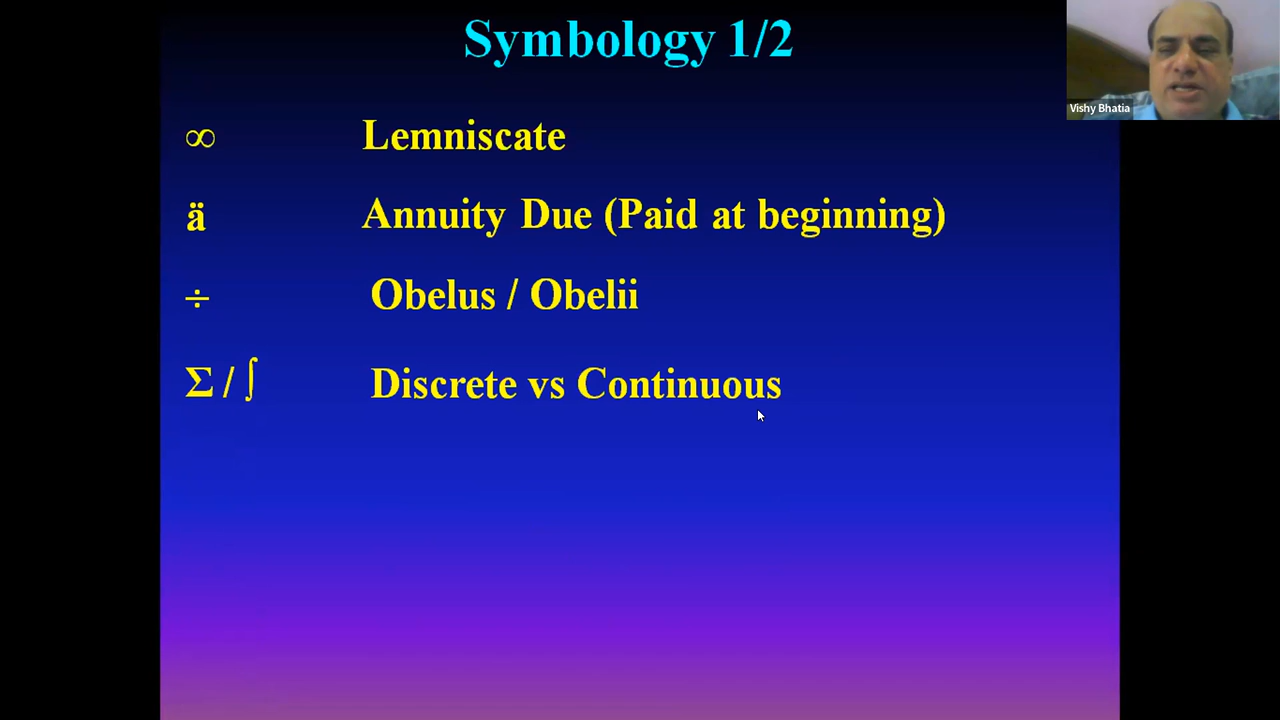 Symbology 1/2
Vishy Bhatia
∞ Lemniscate
ä Annuity Due (Paid at beginning)
÷ Obelus / Obelii
Σ / ∫ Discrete vs Continuous